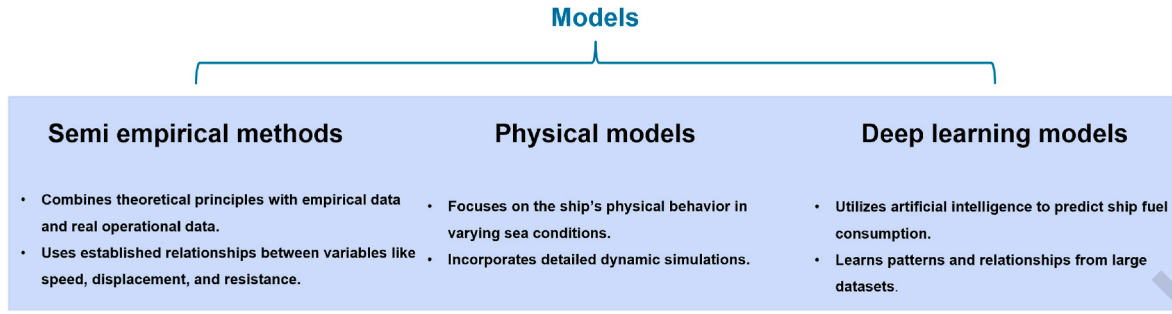 Models
Semi empirical methods
• Combines theoretical principles with empirical data
and real operational data.
• Uses established relationships between variables like
speed, displacement, and resistance.
Physical models
• Focuses on the ship's physical behavior in
varying sea conditions.
• Incorporates detailed dynamic simulations.
Deep learning models
• Utilizes artificial intelligence to predict ship fuel
consumption.
• Learns patterns and relationships from large
datasets.